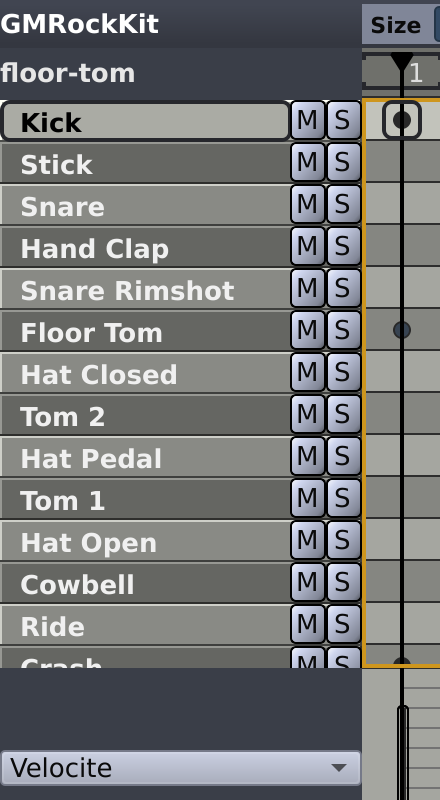 GMRockKit
Size
floor-tom
1
Kick M S
Stick M S
Snare M S
Hand Clap M S
Snare Rimshot M S
Floor Tom M S
Hat Closed M S
Tom 2 M S
Hat Pedal M S
Tom 1 M S
Hat Open M S
Cowbell M S
Ride M S
Crash M S
Velocite